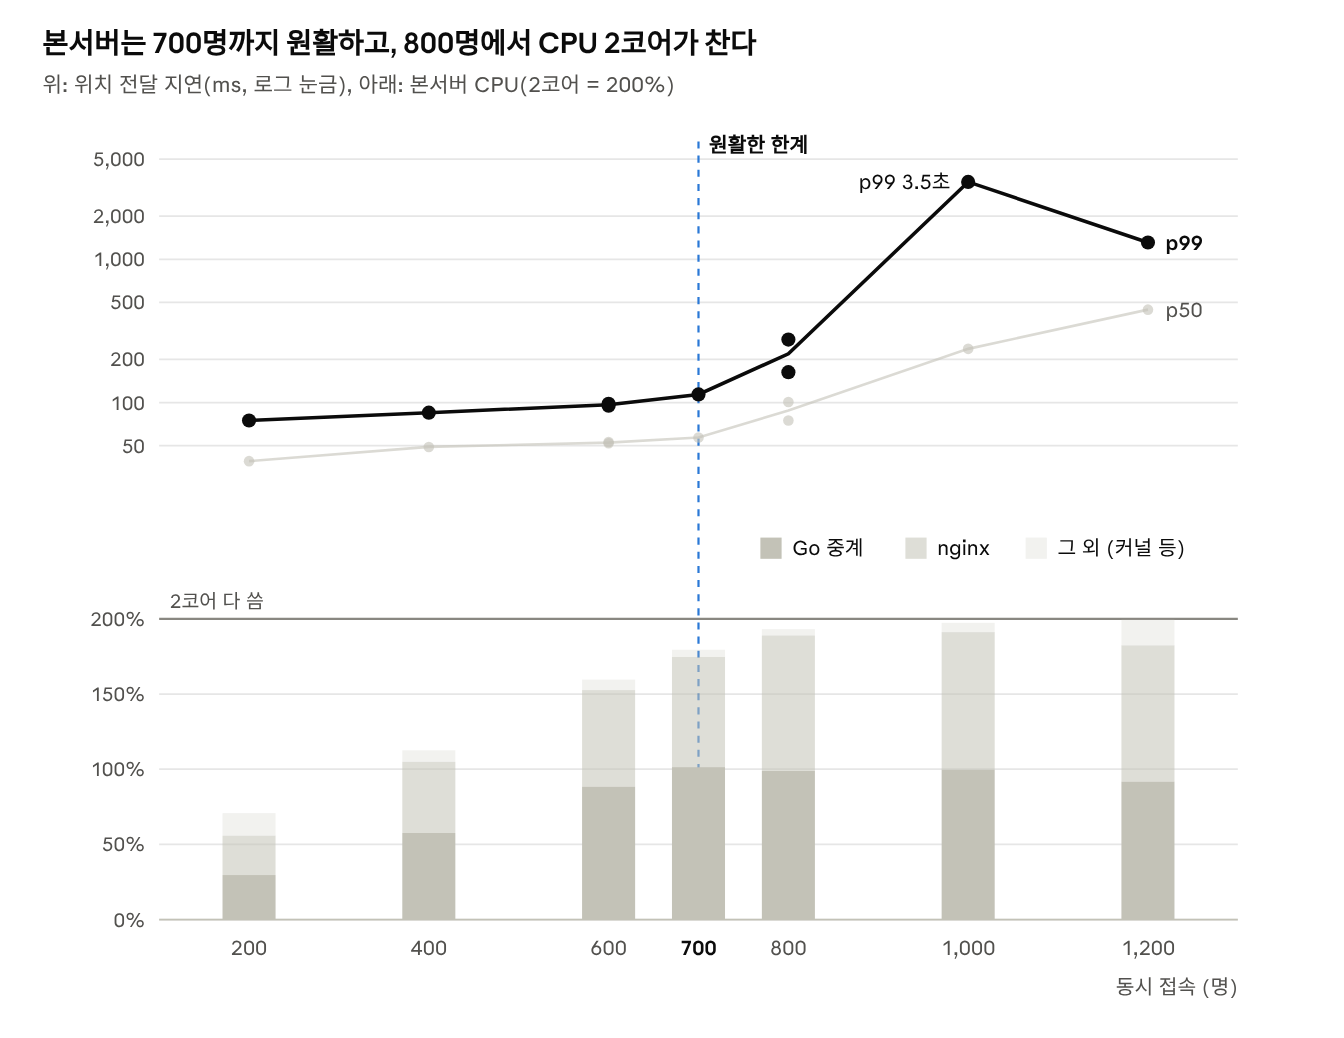 본서버는 700명까지 원활하고, 800명에서 CPU 2코어가 찬다
위: 위치 전달 지연(ms, 로그 눈금), 아래: 본서버 CPU(2코어 = 200%)
원활한 한계
5,000
p99 3.5초
2,000
1,000
p99
500
p50
200
100
50
Go 중계
nginx
그 외 (커널 등)
2코어 다 씀
200%
150%
100%
50%
0%
200
400
600
700
800
1,000
1,200
동시 접속 (명)